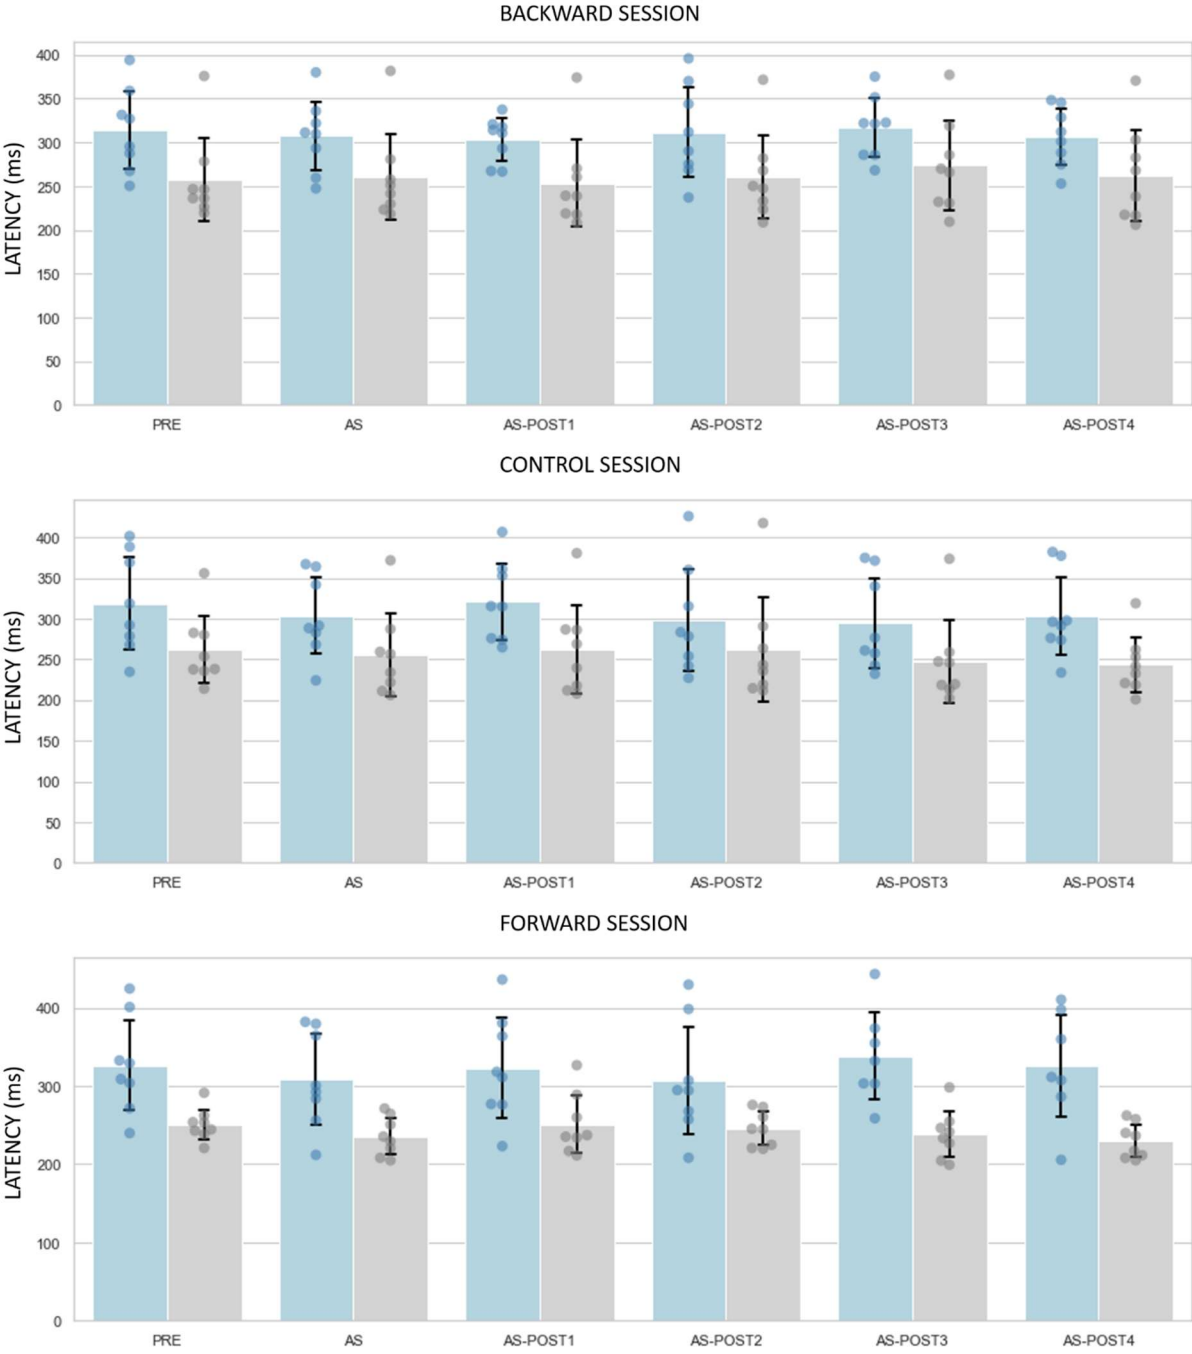 BACKWARD SESSION
400
350
300
250
200
150
100
50
0
LATENCY (ms)
PRE AS AS-POST1 AS-POST2 AS-POST3 AS-POST4
CONTROL SESSION
400
350
300
250
200
150
100
50
0
LATENCY (ms)
PRE AS AS-POST1 AS-POST2 AS-POST3 AS-POST4
FORWARD SESSION
400
300
200
100
0
LATENCY (ms)
PRE AS AS-POST1 AS-POST2 AS-POST3 AS-POST4